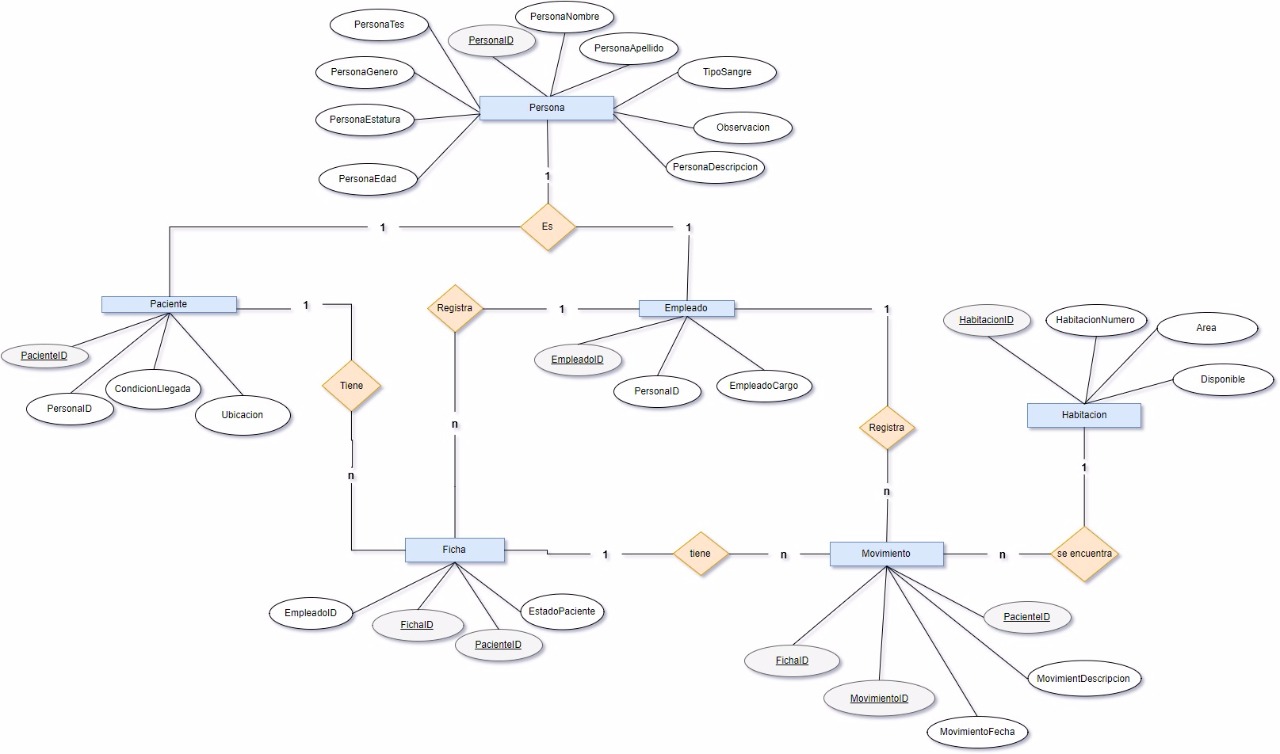 PersonaTes
PersonaID
PersonaNombre
PersonaApellido
PersonaGenero
TipoSangre
Persona
PersonaEstatura
Observacion
PersonaDescripcion
PersonaEdad
1
1
Es
1
Paciente
1
Registra
1
Empleado
1
PacienteID
PersonaID
CondicionLlegada
Ubicacion
Tiene
EmpleadoID
PersonaID
EmpleadoCargo
HabitacionID
HabitacionNumero
Area
Disponible
Habitacion
n
Registra
n
n
1
Ficha
1
tiene
n
Movimiento
n
se encuentra
EmpleadoID
FichaID
PacienteID
EstadoPaciente
PacienteID
FichaID
MovimientoID
MovimientDescripcion
MovimientoFecha